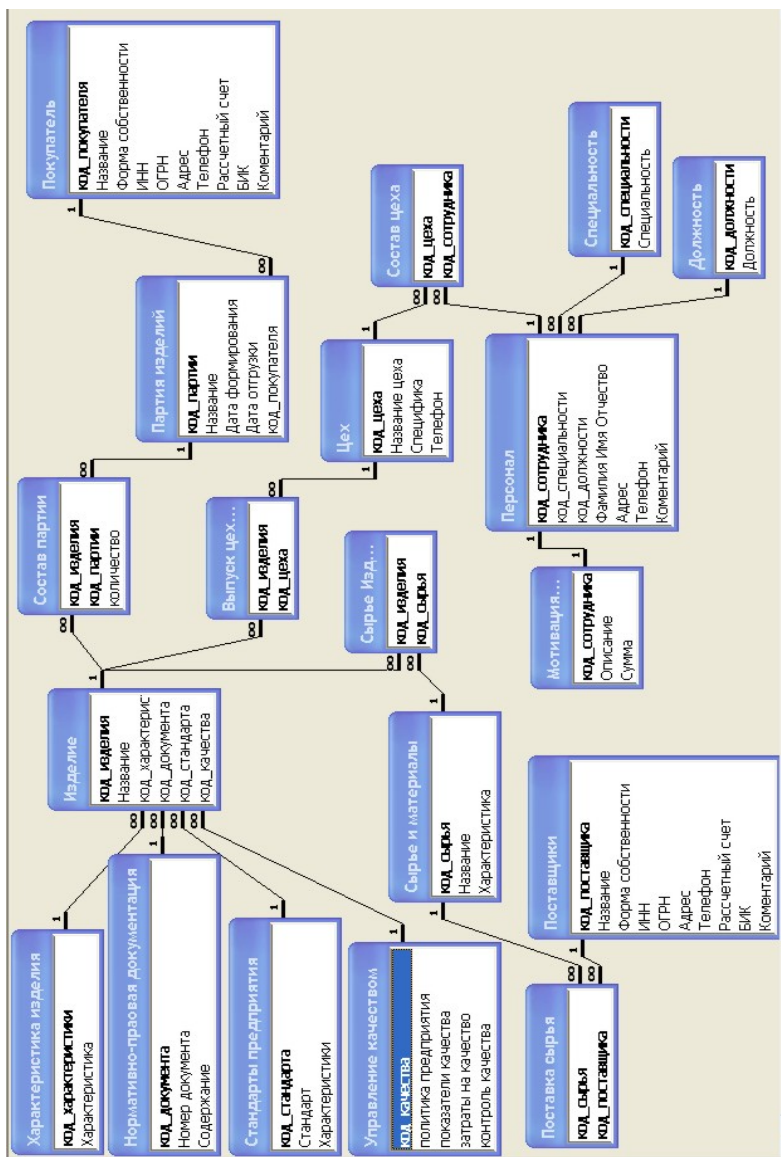 Характеристика изделия
код_характеристики
Характеристика
Нормативно-праовая документация
код_документа
Номер документа
Содержание
Стандарты предприятия
код_стандарта
Стандарт
Характеристики
Управление качеством
код_качества
политика предприятия
показатели качества
затраты на качество
контроль качества
Поставка сырья
код_сырья
код_поставщика
Изделие
код_изделия
Название
код_характерис
код_документа
код_стандарта
код_качества
Сырье и материалы
код_сырья
Название
Характеристика
Поставщики
код_поставщика
Название
Форма собственности
ИНН
ОГРН
Адрес
Телефон
Рассчетный счет
БИК
Коментарий
Состав партии
код_изделия
код_партии
количество
Выпуск цех...
код_изделия
код_цеха
Сырье Изд...
код_изделия
код_сырья
Мотивация...
код_сотрудника
Описание
Сумма
Партия изделий
код_партии
Название
Дата формирования
Дата отгрузки
код_покупателя
Цех
код_цеха
Название цеха
Специфика
Телефон
Персонал
код_сотрудника
код_специальности
код_должности
Фамилия Имя Отчество
Адрес
Телефон
Коментарий
Покупатель
код_покупателя
Название
Форма собственности
ИНН
ОГРН
Адрес
Телефон
Рассчетный счет
БИК
Коментарий
Состав цеха
код_цеха
код_сотрудника
Специальность
код_специальности
Специальность
Должность
код_должности
Должность